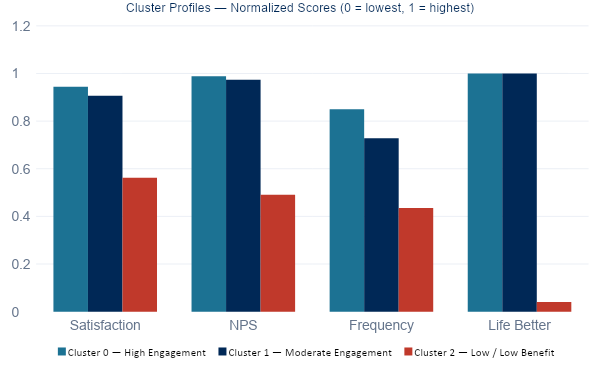 Cluster Profiles — Normalized Scores (0 = lowest, 1 = highest)
1.2
1
0.8
0.6
0.4
0.2
0
Satisfaction NPS Frequency Life Better
Cluster 0 — High Engagement Cluster 1 — Moderate Engagement Cluster 2 — Low / Low Benefit